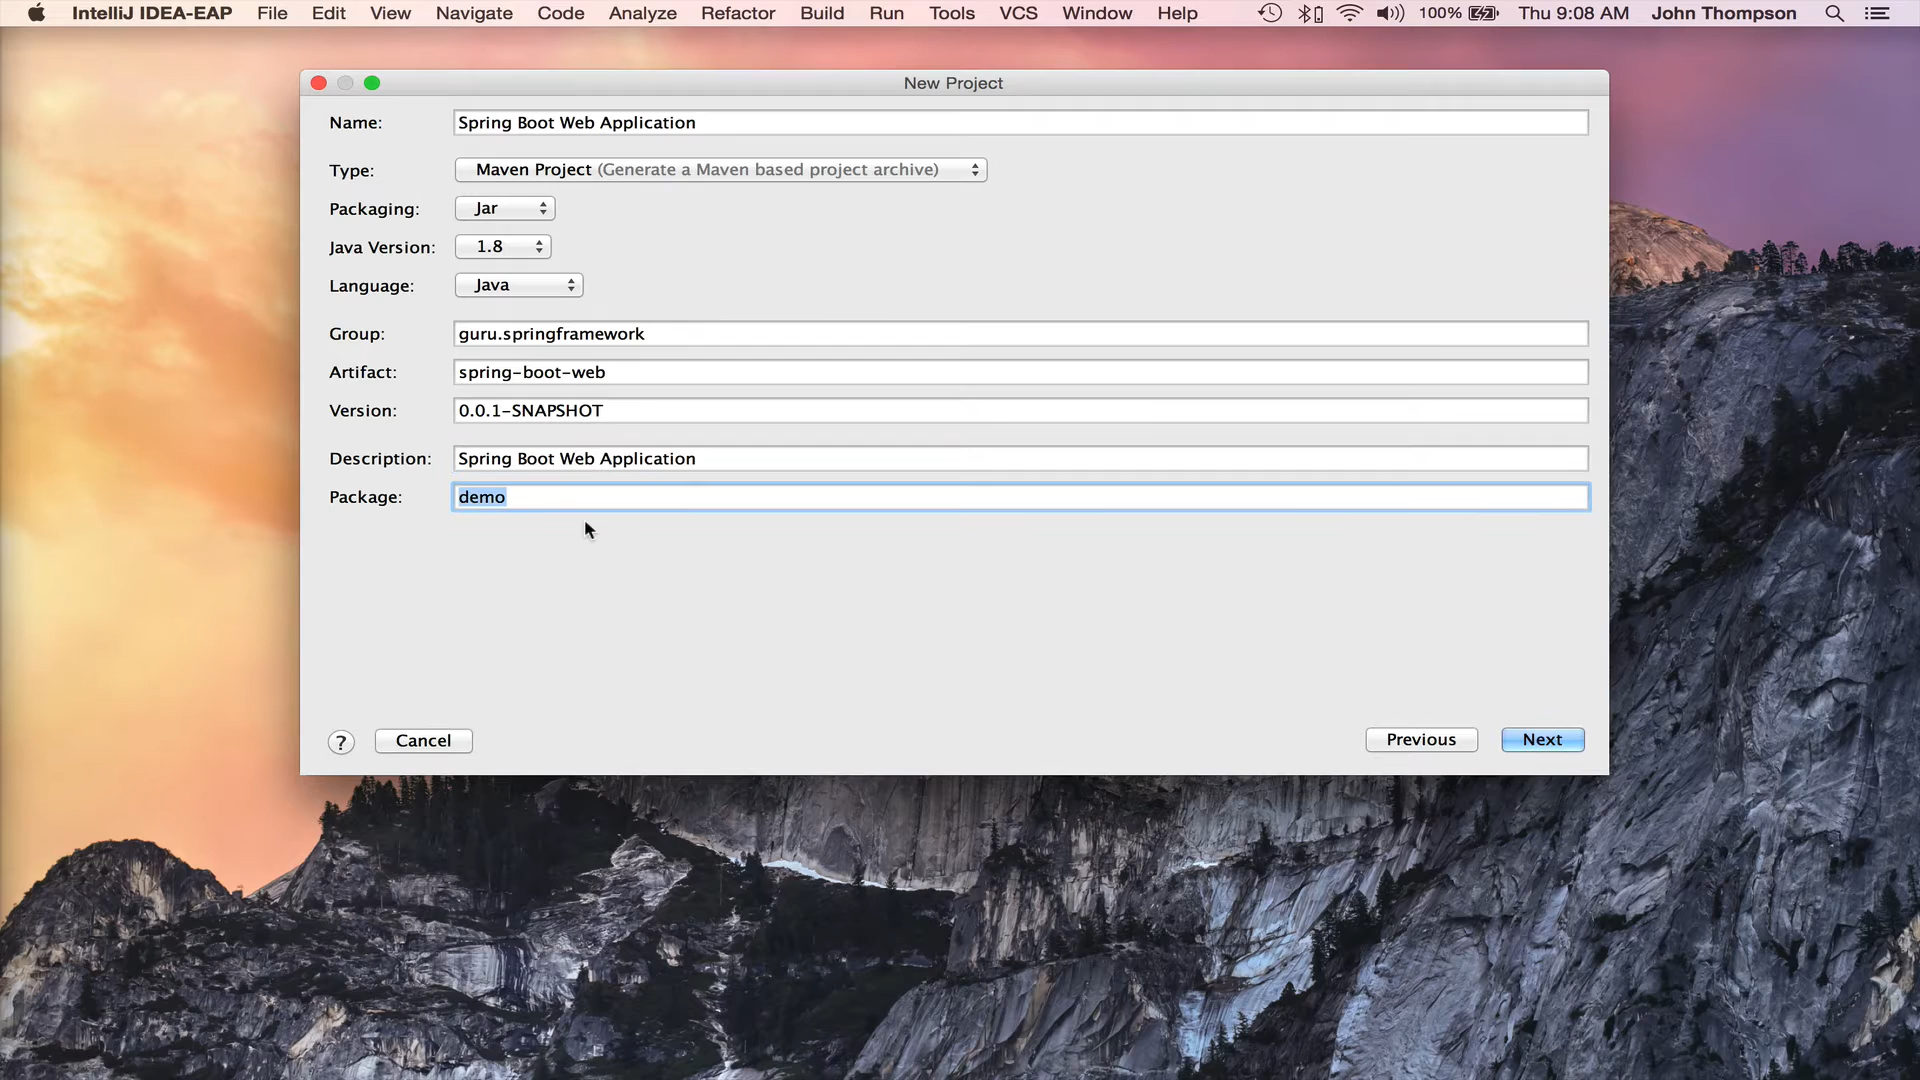 IntelliJ IDEA-EAP File Edit View Navigate Code Analyze Refactor Build Run Tools VCS Window Help 100% Thu 9:08 AM John Thompson
New Project
Name: Spring Boot Web Application
Type: Maven Project (Generate a Maven based project archive)
Packaging: Jar
Java Version: 1.8
Language: Java
Group: guru.springframework
Artifact: spring-boot-web
Version: 0.0.1-SNAPSHOT
Description: Spring Boot Web Application
Package: demo
? Cancel Previous Next